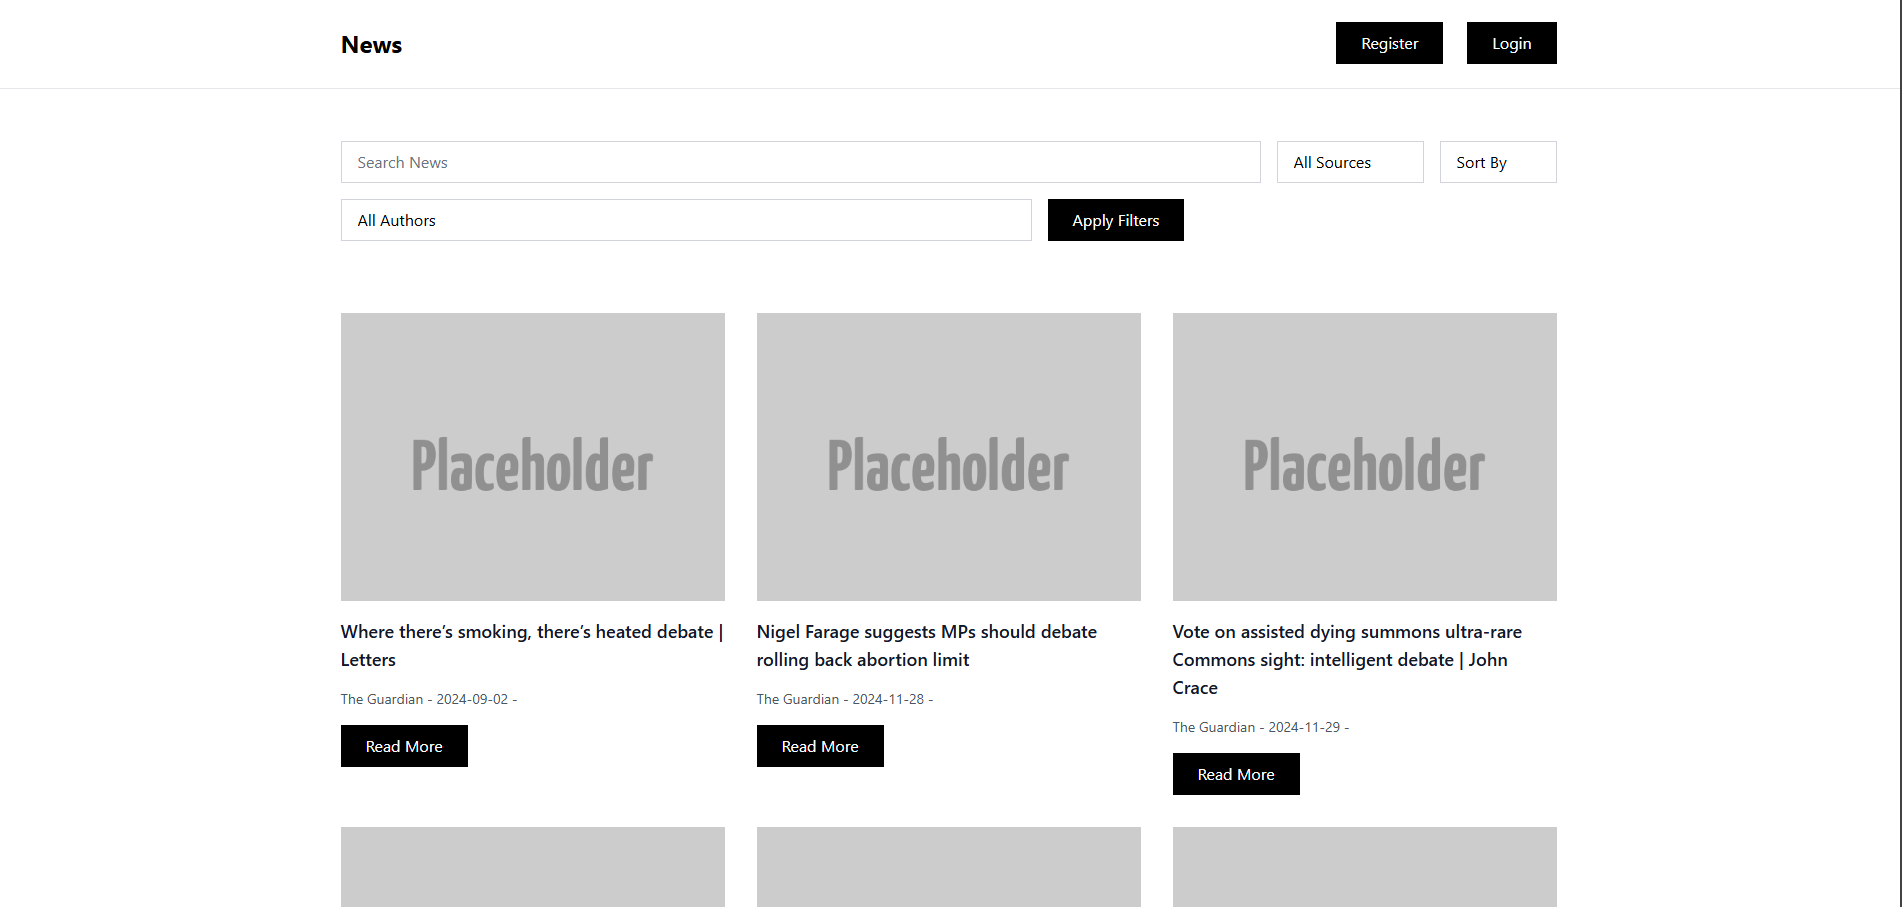 News
Register
Login
Search News
All Sources
Sort By
All Authors
Apply Filters
Placeholder
Placeholder
Placeholder
Where there’s smoking, there’s heated debate |
Letters
The Guardian - 2024-09-02 -
Read More
Nigel Farage suggests MPs should debate
rolling back abortion limit
The Guardian - 2024-11-28 -
Read More
Vote on assisted dying summons ultra-rare
Commons sight: intelligent debate | John
Crace
The Guardian - 2024-11-29 -
Read More